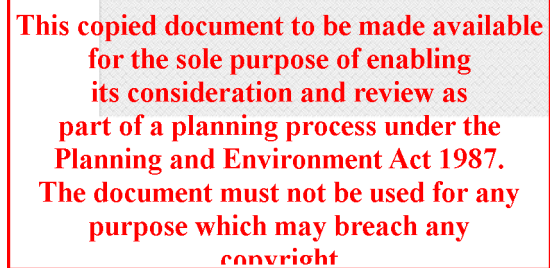 This copied document to be made available
for the sole purpose of enabling
its consideration and review as
part of a planning process under the
Planning and Environment Act 1987.
The document must not be used for any
purpose which may breach any
copyright